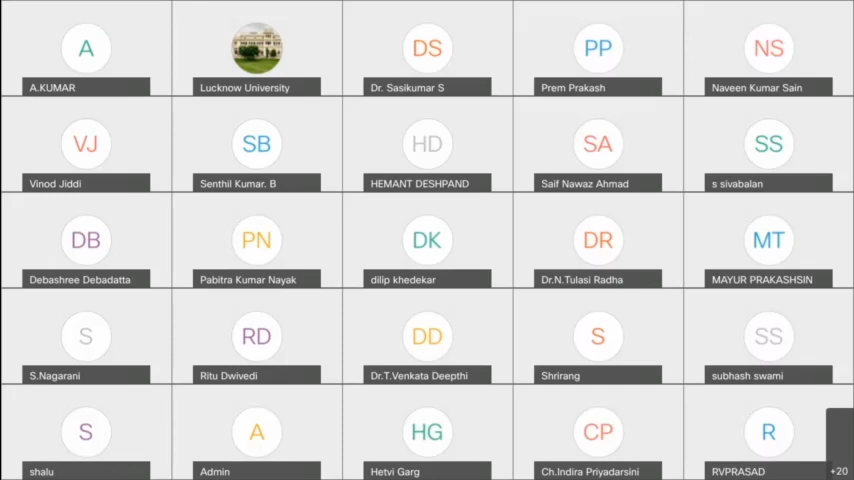 A DS PP NS
A.KUMAR Lucknow University Dr. Sasikumar S Prem Prakash Naveen Kumar Sain
VJ SB HD SA SS
Vinod Jiddi Senthil Kumar. B HEMANT DESHPAND Saif Nawaz Ahmad s sivabalan
DB PN DK DR MT
Debashree Debadatta Pabitra Kumar Nayak dilip khedekar Dr.N.Tulasi Radha MAYUR PRAKASHSIN
S RD DD S SS
S.Nagarani Ritu Dwivedi Dr.T.Venkata Deepthi Shrirang subhash swami
S A HG CP R
shalu Admin Hetvi Garg Ch.Indira Priyadarsini RVPRASAD +20